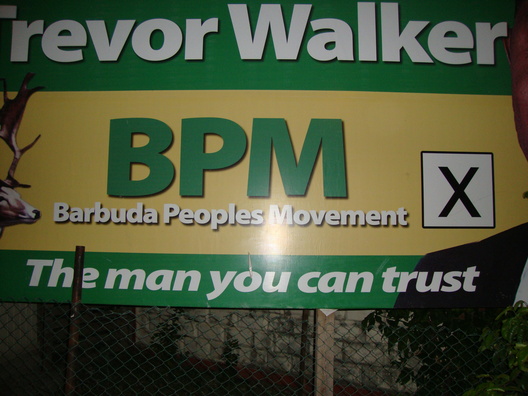 Trevor Walker
BPM
Barbuda Peoples Movement
X
The man you can trust